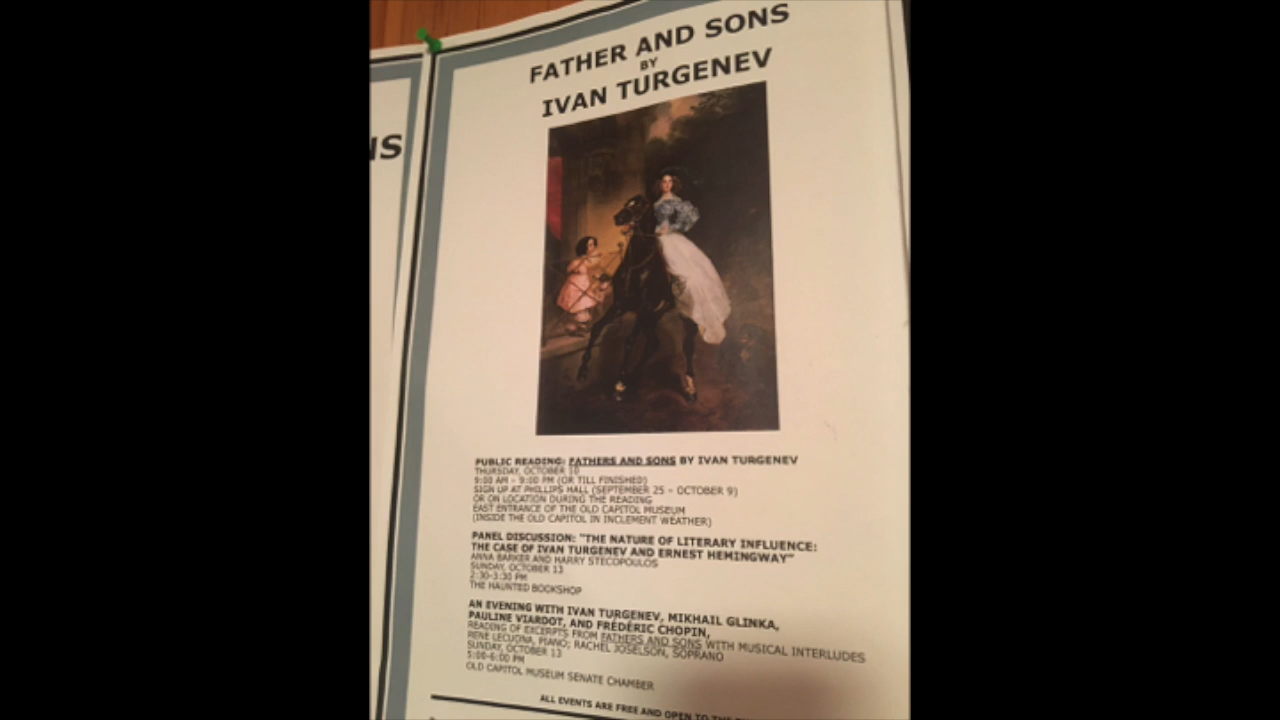 NS
FATHER AND SONS
BY
IVAN TURGENEV
PUBLIC READING: FATHERS AND SONS BY IVAN TURGENEV
THURSDAY, OCTOBER 10
9:00 AM – 9:00 PM (OR TILL FINISHED)
SIGN UP AT PHILLIPS HALL (SEPTEMBER 25 – OCTOBER 9)
OR ON LOCATION DURING THE READING
EAST ENTRANCE OF THE OLD CAPITOL MUSEUM
(INSIDE THE OLD CAPITOL IN INCLEMENT WEATHER)
PANEL DISCUSSION: "THE NATURE OF LITERARY INFLUENCE:
THE CASE OF IVAN TURGENEV AND ERNEST HEMINGWAY"
ANNA BARKER AND HARRY STECOPOULOS
SUNDAY, OCTOBER 13
2:30-3:30 PM
THE HAUNTED BOOKSHOP
AN EVENING WITH IVAN TURGENEV, MIKHAIL GLINKA,
PAULINE VIARDOT, AND FRÉDÉRIC CHOPIN,
READING OF EXCERPTS FROM FATHERS AND SONS WITH MUSICAL INTERLUDES
RENE LECUONA, PIANO; RACHEL JOSELSON, SOPRANO
SUNDAY, OCTOBER 13
5:00-6:00 PM
OLD CAPITOL MUSEUM SENATE CHAMBER
ALL EVENTS ARE FREE AND OPEN TO THE